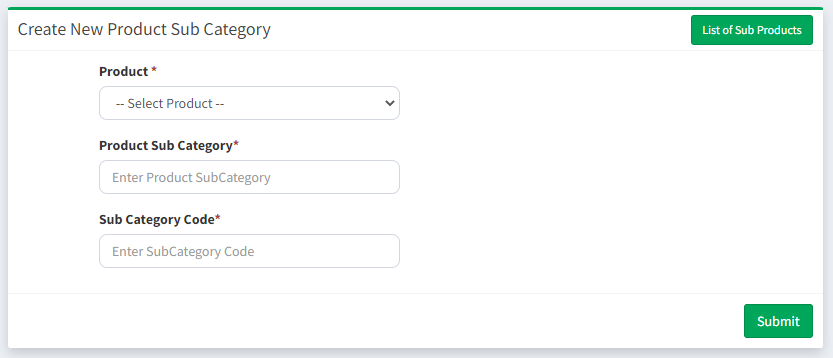 Create New Product Sub Category
List of Sub Products
Product *
-- Select Product --
Product Sub Category*
Enter Product SubCategory
Sub Category Code*
Enter SubCategory Code
Submit